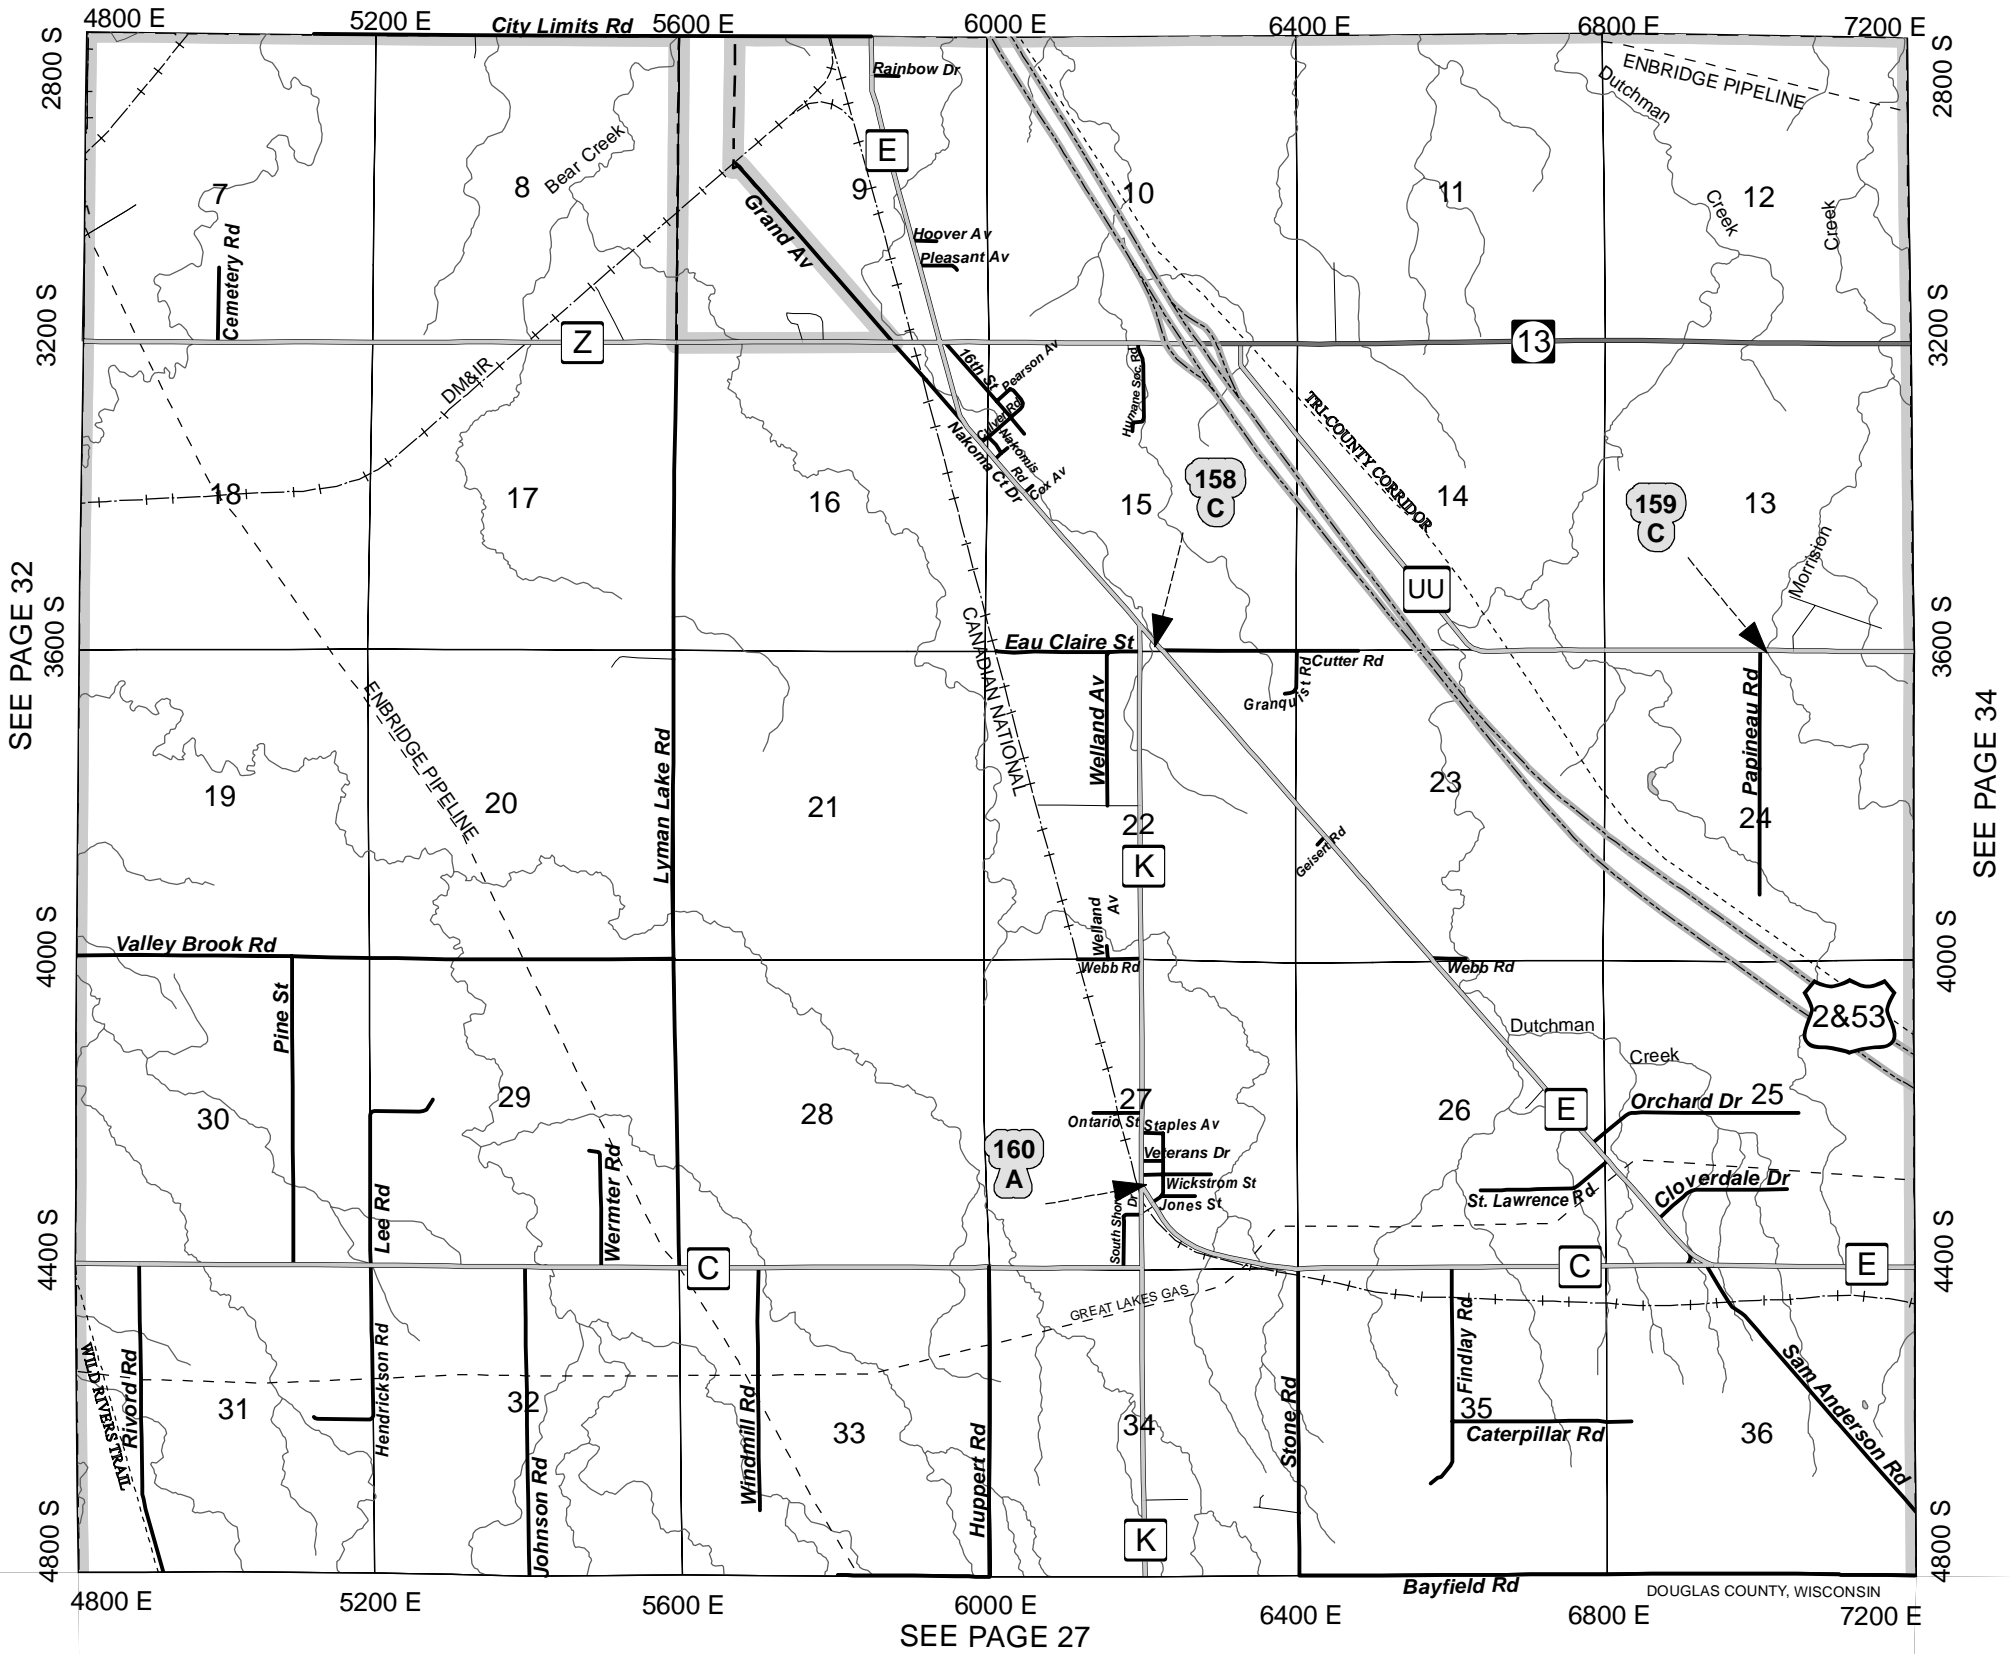 4800 E
5200 E
City Limits Rd
5600 E
6000 E
6400 E
6800 E
7200 E
2800 S
2800 S
Rainbow Dr
ENBRIDGE PIPELINE
Dutchman
E
Bear Creek
7
8
9
10
11
12
Creek
Creek
Cemetery Rd
Grand Av
Hoover Av
Pleasant Av
3200 S
3200 S
Z
13
DM&IR
16th St
Pearson Av
Culver Rd
Nakomis
Rd
Cox Av
Nakoma Ct Dr
Humane Soc Rd
TRI-COUNTY CORRIDOR
158
C
159
C
18
17
16
15
14
13
Morrision
UU
SEE PAGE 32
3600 S
3600 S
CANADIAN NATIONAL
Eau Claire St
Cutter Rd
Granquist Rd
Welland Av
Papineau Rd
ENBRIDGE PIPELINE
Lyman Lake Rd
SEE PAGE 34
19
20
21
22
23
24
K
Geisert Rd
Welland
Av
4000 S
4000 S
Valley Brook Rd
Webb Rd
Webb Rd
2&53
Pine St
Dutchman
Creek
30
29
28
27
26
25
E
Orchard Dr
Ontario St
Staples Av
Veterans Dr
Wickstrom St
Jones St
160
A
South Shore
Dr
Lee Rd
Wermter Rd
St. Lawrence Rd
Cloverdale Dr
4400 S
4400 S
C
C
E
GREAT LAKES GAS
WILD RIVERS TRAIL
Rivord Rd
Hendrickson Rd
Johnson Rd
Windmill Rd
Huppert Rd
Stone Rd
Findlay Rd
Caterpillar Rd
Sam Anderson Rd
31
32
33
34
35
36
K
4800 S
4800 S
Bayfield Rd
DOUGLAS COUNTY, WISCONSIN
4800 E
5200 E
5600 E
6000 E
6400 E
6800 E
7200 E
SEE PAGE 27